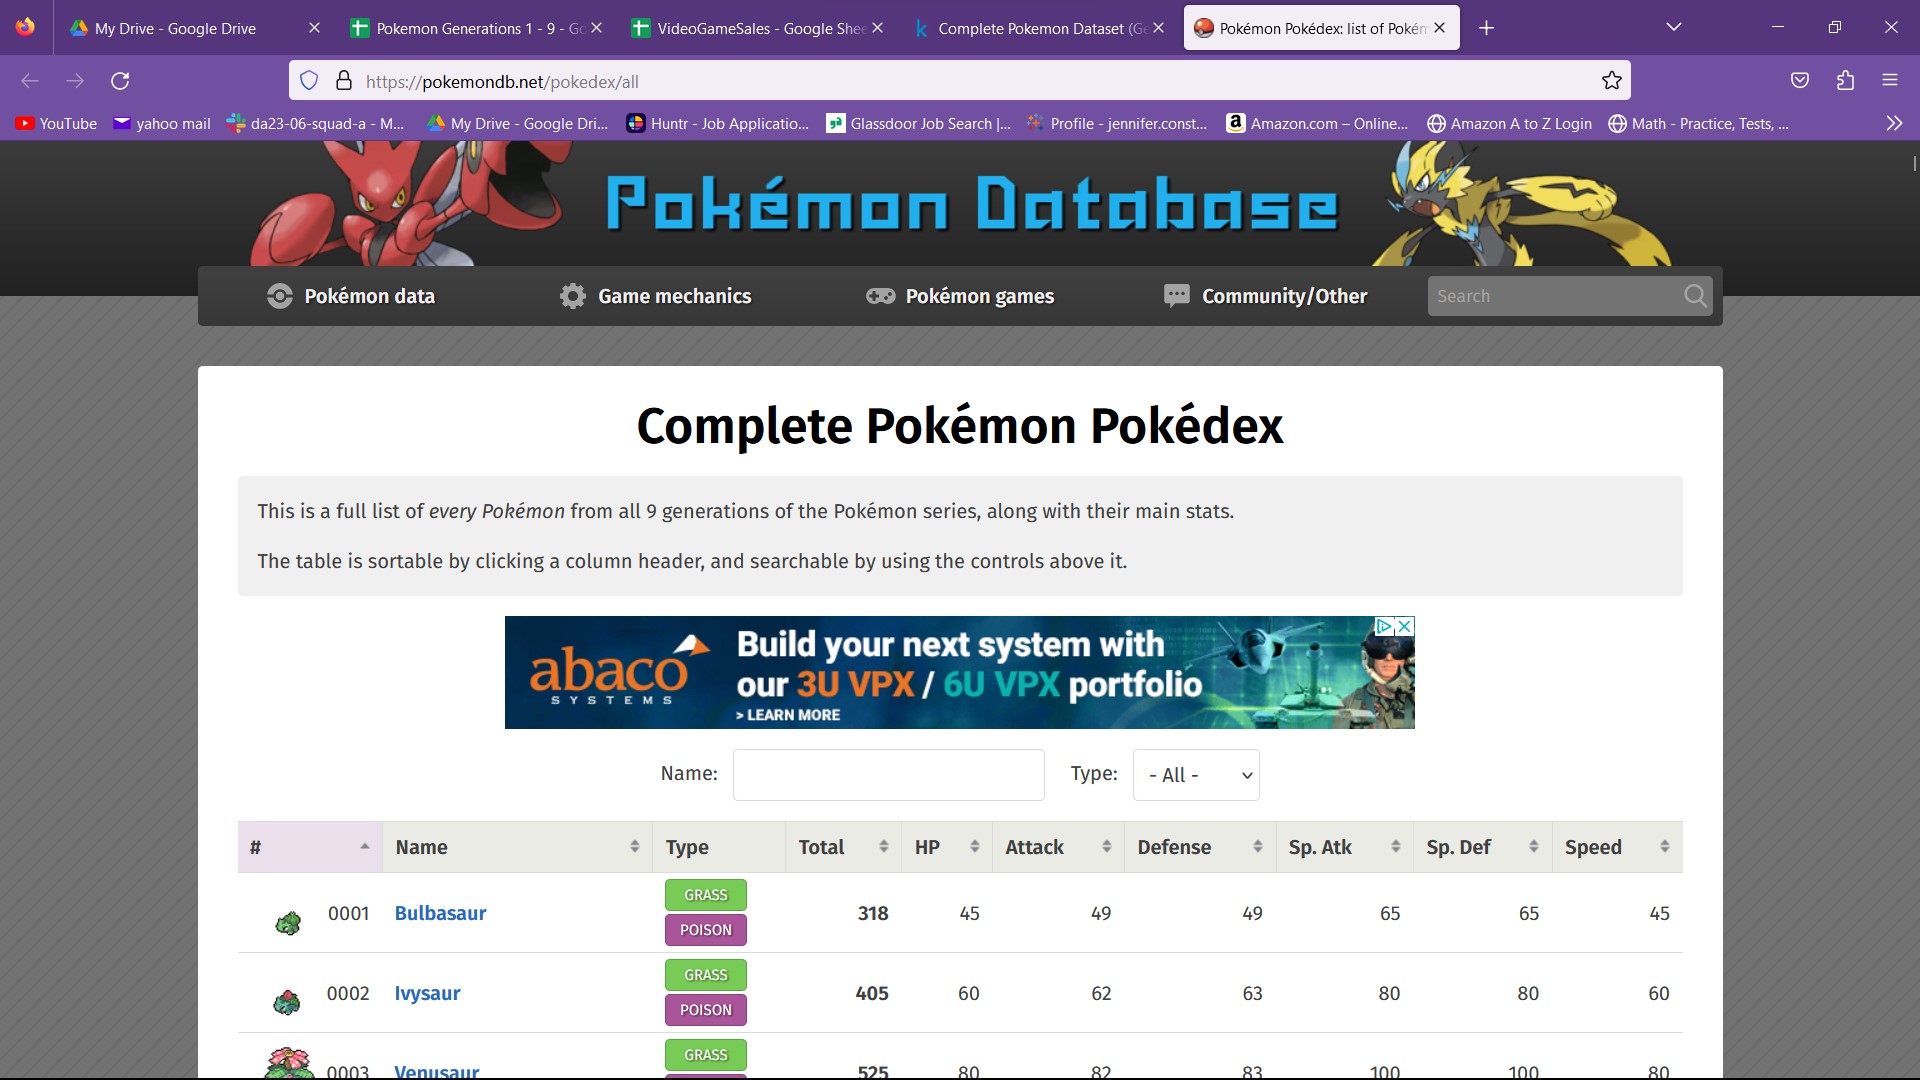 My Drive - Google Drive
Pokemon Generations 1 - 9 - Go
VideoGameSales - Google Shee
Complete Pokemon Dataset (Ge
Pokémon Pokédex: list of Pokém
https://pokemondb.net/pokedex/all
YouTube
yahoo mail
da23-06-squad-a - M...
My Drive - Google Dri...
Huntr - Job Applicatio...
Glassdoor Job Search |...
Profile - jennifer.const...
Amazon.com – Online...
Amazon A to Z Login
Math - Practice, Tests, ...
Pokémon Database
Pokémon data
Game mechanics
Pokémon games
Community/Other
Search
Complete Pokémon Pokédex
This is a full list of every Pokémon from all 9 generations of the Pokémon series, along with their main stats.
The table is sortable by clicking a column header, and searchable by using the controls above it.
abaco
SYSTEMS
Build your next system with
our 3U VPX / 6U VPX portfolio
> LEARN MORE
Name:
Type: - All -
# Name Type Total HP Attack Defense Sp. Atk Sp. Def Speed
0001 Bulbasaur GRASS POISON 318 45 49 49 65 65 45
0002 Ivysaur GRASS POISON 405 60 62 63 80 80 60
0003 Venusaur GRASS 525 80 82 83 100 100 80